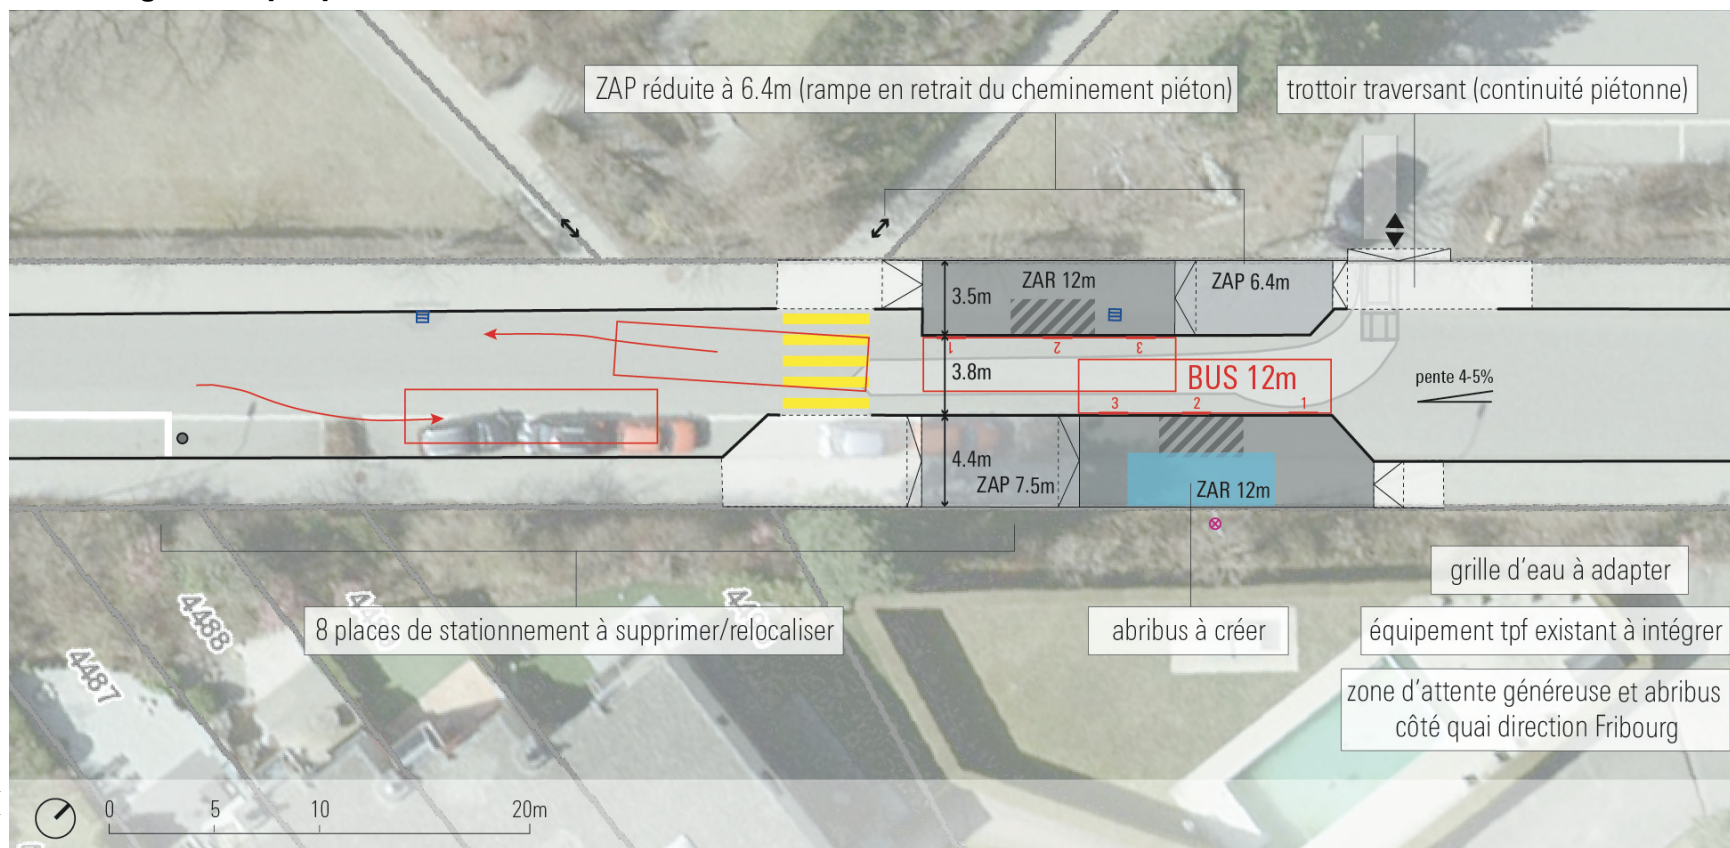 ZAP réduite à 6.4m (rampe en retrait du cheminement piéton)
trottoir traversant (continuité piétonne)
ZAR 12m
ZAP 6.4m
3.5m
1
2
3
3.8m
BUS 12m
pente 4-5%
3
2
1
4.4m
ZAP 7.5m
ZAR 12m
grille d'eau à adapter
8 places de stationnement à supprimer/relocaliser
abribus à créer
équipement tpf existant à intégrer
4488
4487
zone d'attente généreuse et abribus
côté quai direction Fribourg
0
5
10
20m